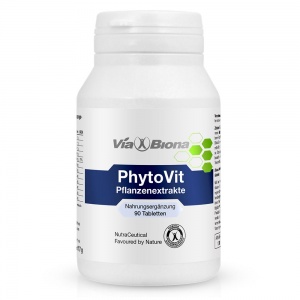 Via Biona
PhytoVit
Pflanzenextrakte
Nahrungsergänzung
90 Tabletten
NutraCeutical
Favoured by Nature